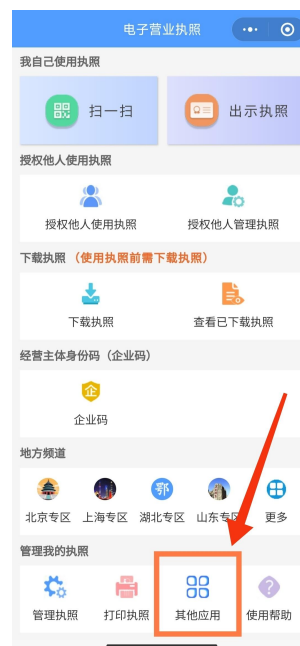 电子营业执照
我自己使用执照
扫一扫
出示执照
授权他人使用执照
授权他人使用执照 授权他人管理执照
下载执照 （使用执照前需下载执照）
下载执照 查看已下载执照
经营主体身份码（企业码）
企
企业码
地方频道
鄂
北京专区 上海专区 湖北专区 山东专区 更多
管理我的执照
管理执照 打印执照 其他应用 使用帮助